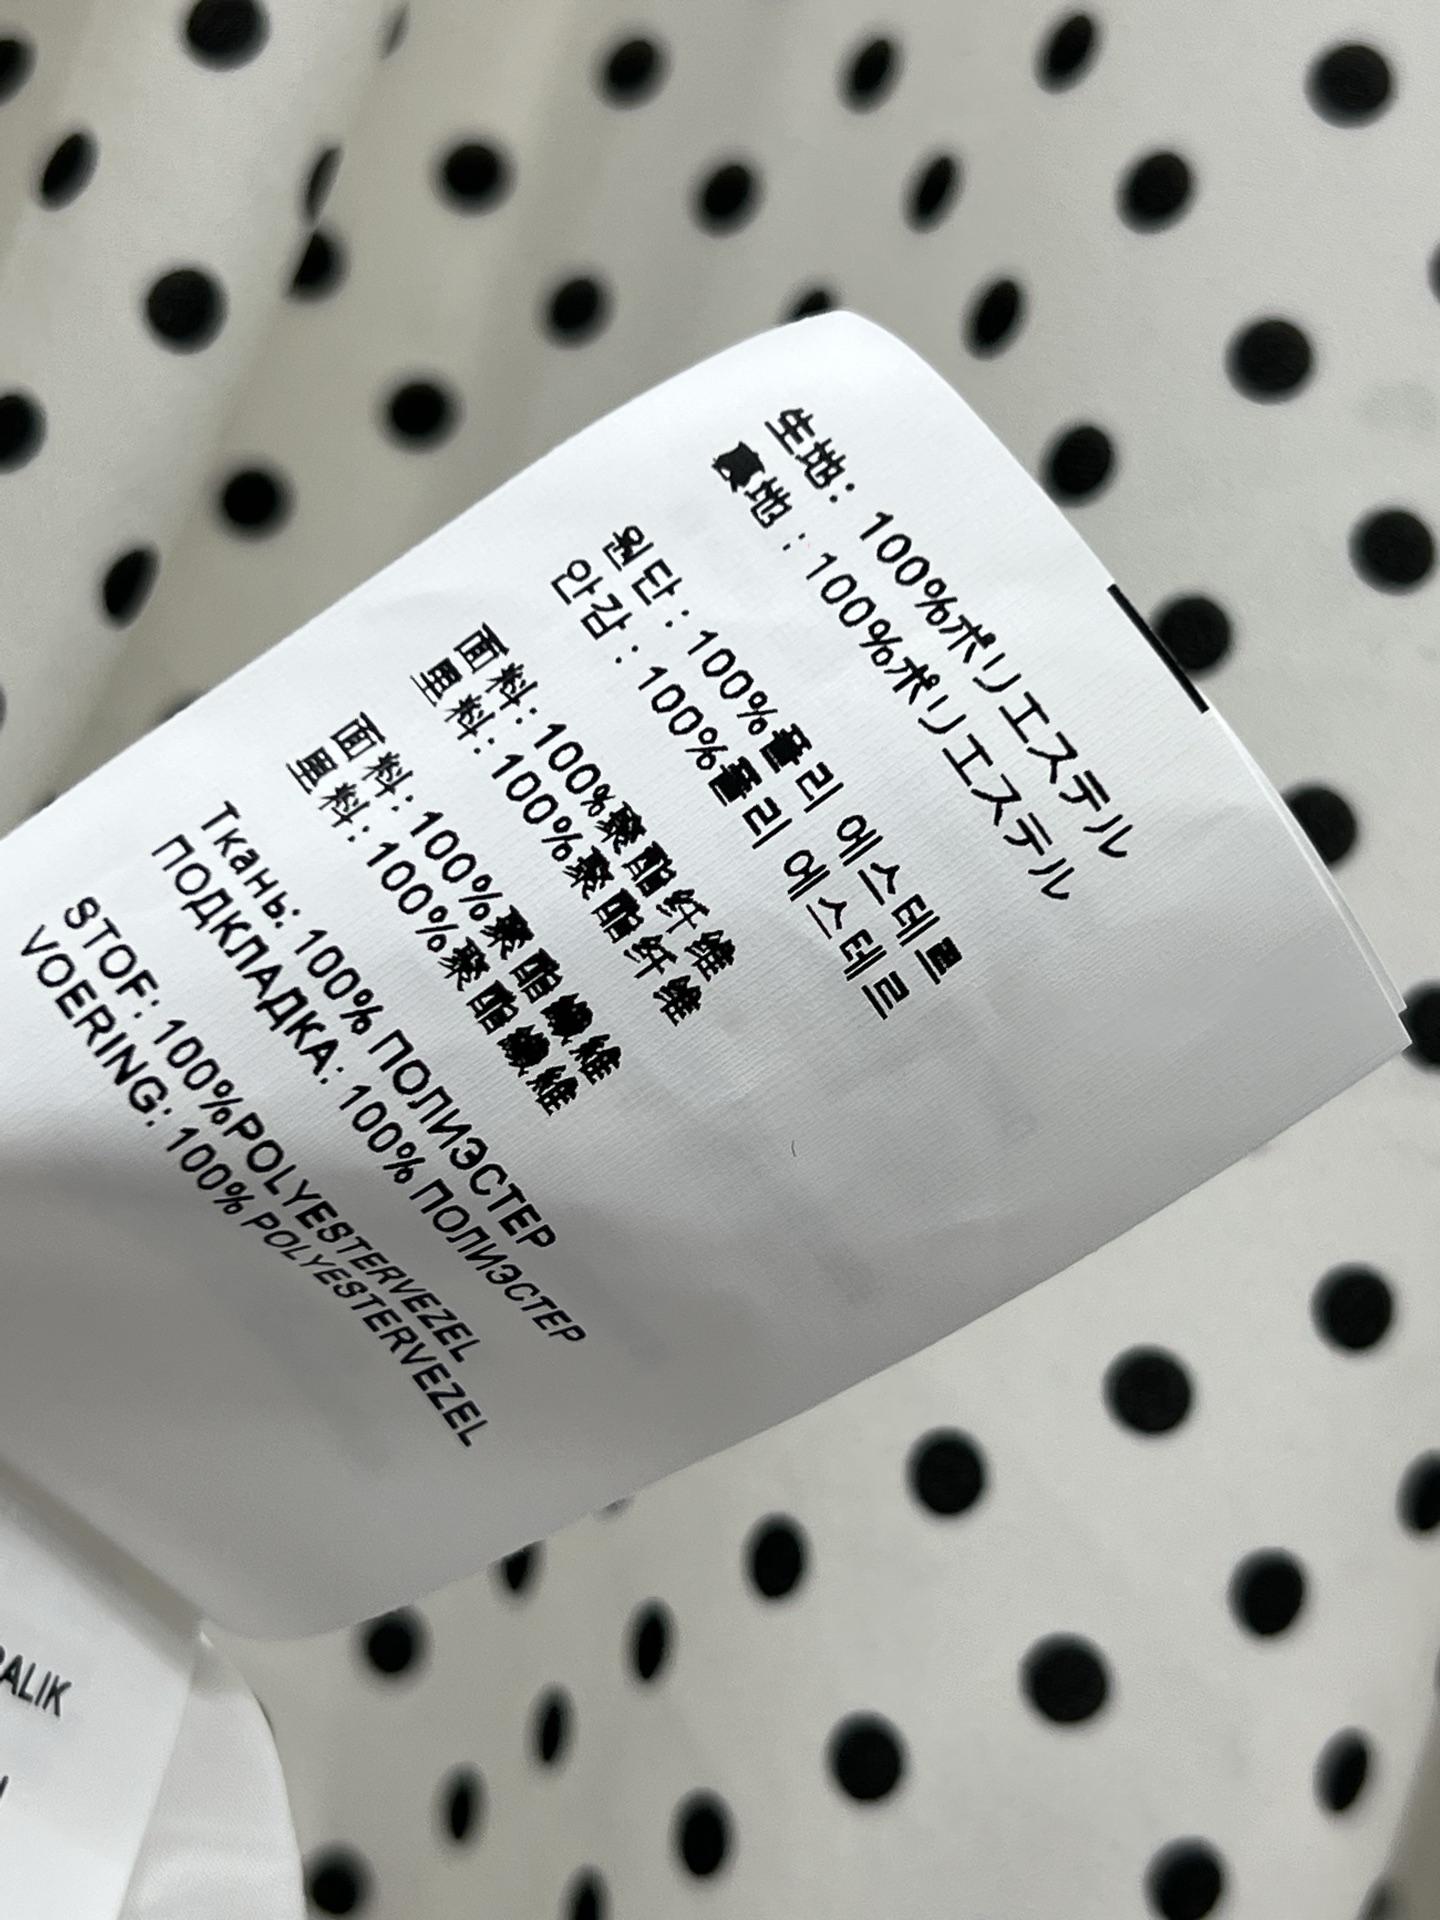 生地: 100%ポリエステル
裏地 : 100%ポリエステル
원단 : 100%폴리 에스테르
안감 : 100%폴리 에스테르
面料: 100%聚酯纤维
里料: 100%聚酯纤维
面料: 100%聚酯纖維
里料: 100%聚酯纖維
Ткань: 100% ПОЛИЭСТЕР
ПОДКЛАДКА: 100% ПОЛИЭСТЕР
STOF: 100%POLYESTERVEZEL
VOERING: 100% POLYESTERVEZEL